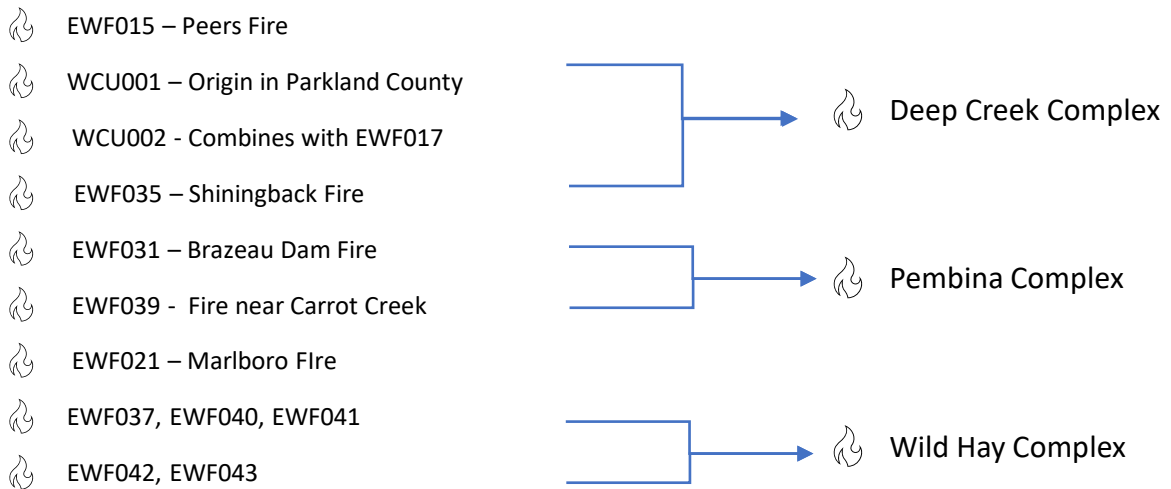 EWF015 – Peers Fire
WCU001 – Origin in Parkland County
WCU002 - Combines with EWF017
EWF035 – Shiningback Fire
EWF031 – Brazeau Dam Fire
EWF039 - Fire near Carrot Creek
EWF021 – Marlboro FIre
EWF037, EWF040, EWF041
EWF042, EWF043
Deep Creek Complex
Pembina Complex
Wild Hay Complex